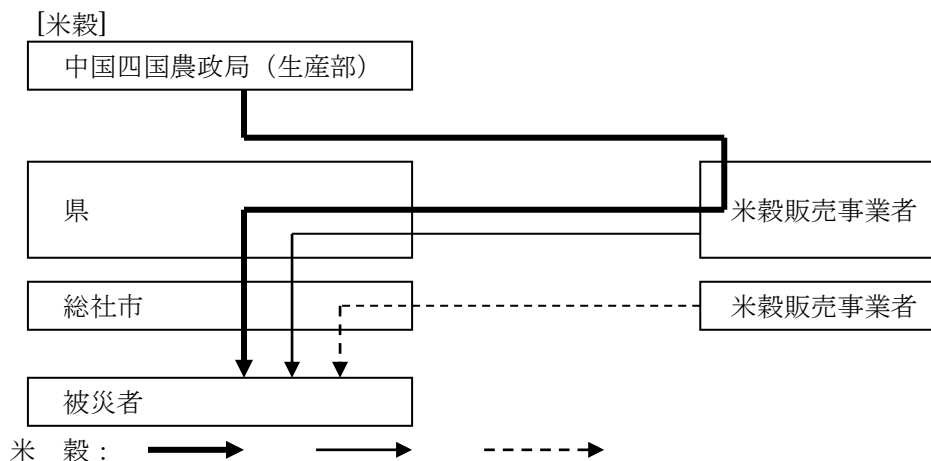 [米穀]
中国四国農政局（生産部）
県
米穀販売事業者
総社市
米穀販売事業者
被災者
米　穀：